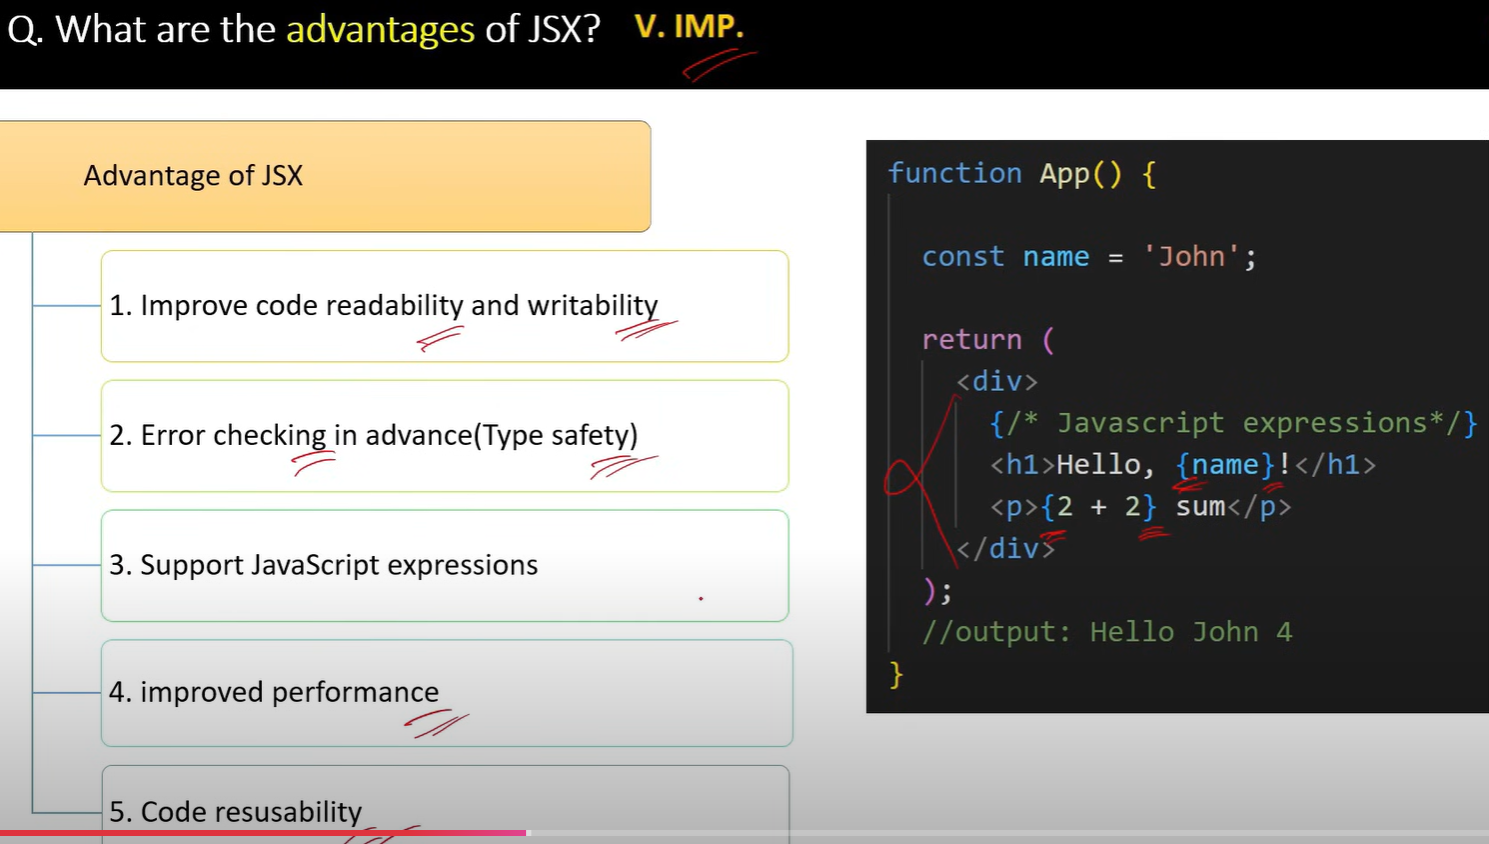 Q. What are the advantages of JSX? V. IMP.
Advantage of JSX
1. Improve code readability and writability
2. Error checking in advance(Type safety)
3. Support JavaScript expressions
4. improved performance
5. Code resusability
function App() {
const name = 'John';
return (
<div>
{/* Javascript expressions*/}
<h1>Hello, {name}!</h1>
<p>{2 + 2} sum</p>
</div>
);
//output: Hello John 4
}